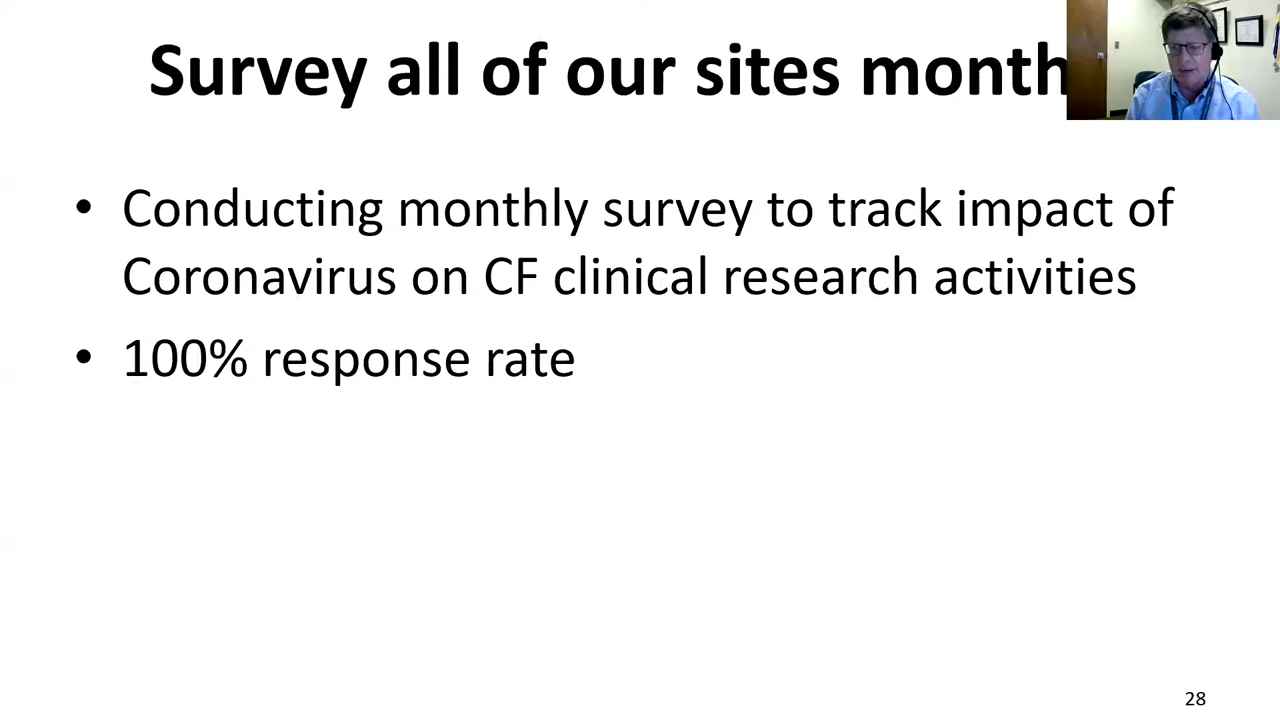 Survey all of our sites month
• Conducting monthly survey to track impact of
Coronavirus on CF clinical research activities
• 100% response rate
28